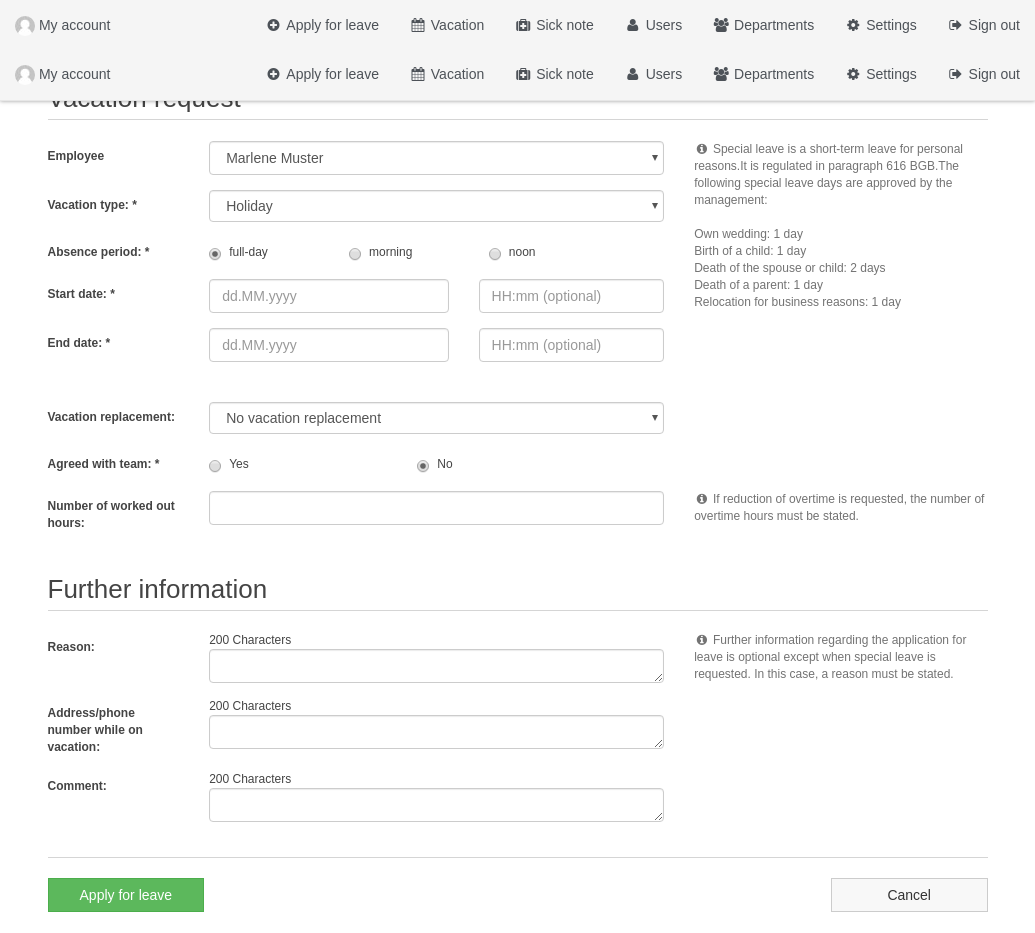 My account Apply for leave Vacation Sick note Users Departments Settings Sign out
My account Apply for leave Vacation Sick note Users Departments Settings Sign out
Vacation request
Employee
Marlene Muster
Special leave is a short-term leave for personal
reasons.It is regulated in paragraph 616 BGB.The
following special leave days are approved by the
management:
Own wedding: 1 day
Birth of a child: 1 day
Death of the spouse or child: 2 days
Death of a parent: 1 day
Relocation for business reasons: 1 day
Vacation type: *
Holiday
Absence period: *
full-day morning noon
Start date: *
dd.MM.yyyy HH:mm (optional)
End date: *
dd.MM.yyyy HH:mm (optional)
Vacation replacement:
No vacation replacement
Agreed with team: *
Yes No
Number of worked out
hours:
If reduction of overtime is requested, the number of
overtime hours must be stated.
Further information
Reason:
200 Characters
Further information regarding the application for
leave is optional except when special leave is
requested. In this case, a reason must be stated.
Address/phone
number while on
vacation:
200 Characters
Comment:
200 Characters
Apply for leave Cancel